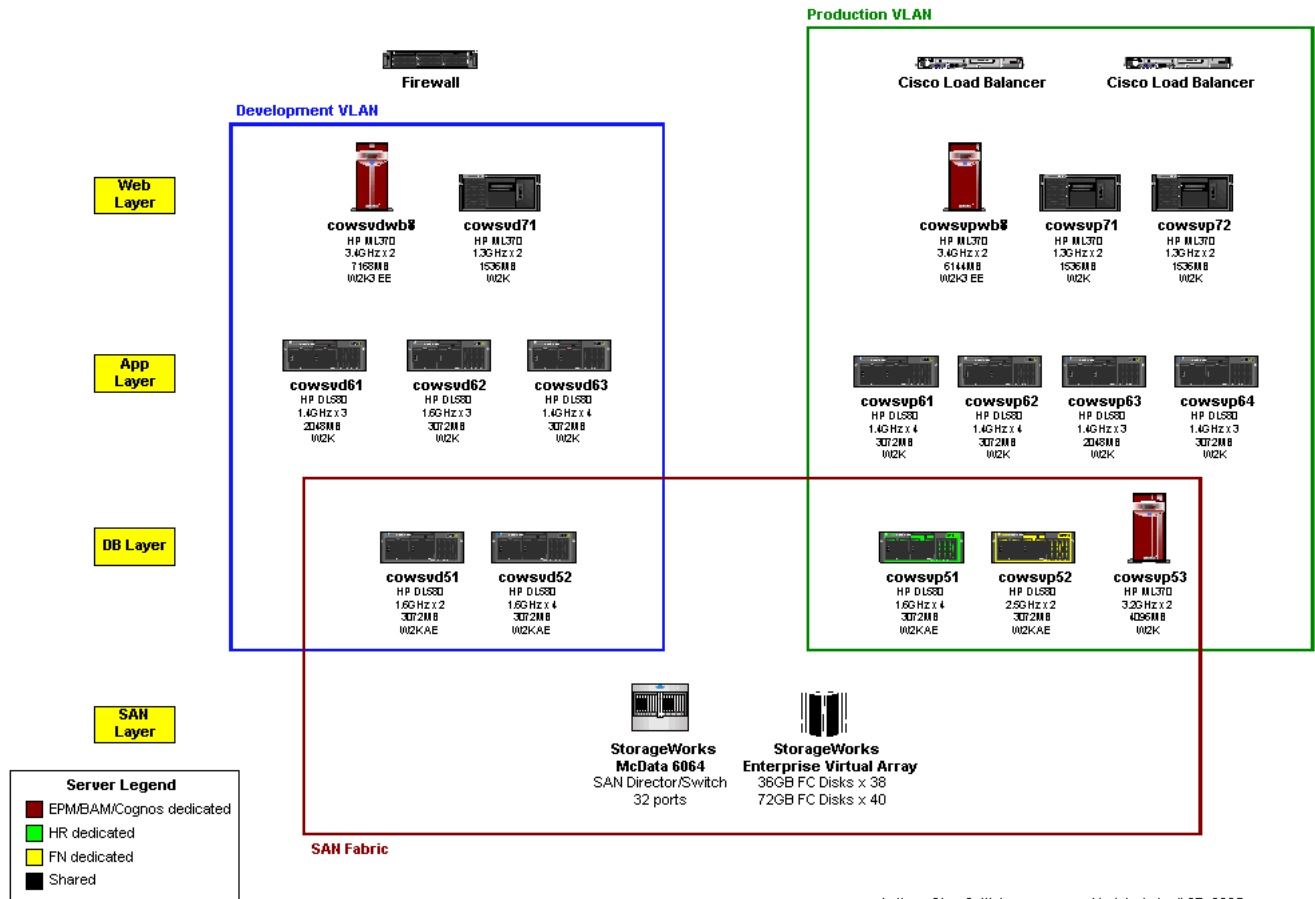 Production VLAN
Firewall
Cisco Load Balancer
Cisco Load Balancer
Development VLAN
Web
Layer
cowsvdwb8
HP ML370
3.4GHz x 2
7168MB
W2K3 EE
cowsvd71
HP ML370
1.3GHz x 2
1536MB
W2K
cowsvpwb8
HP ML370
3.4GHz x 2
6144MB
W2K3 EE
cowsvp71
HP ML370
1.3GHz x 2
1536MB
W2K
cowsvp72
HP ML370
1.3GHz x 2
1536MB
W2K
App
Layer
cowsvd61
HP DL580
1.4GHz x 3
2048MB
W2K
cowsvd62
HP DL580
1.6GHz x 3
3072MB
W2K
cowsvd63
HP DL580
1.4GHz x 4
3072MB
W2K
cowsvp61
HP DL580
1.4GHz x 4
3072MB
W2K
cowsvp62
HP DL580
1.4GHz x 4
3072MB
W2K
cowsvp63
HP DL580
1.4GHz x 3
2048MB
W2K
cowsvp64
HP DL580
1.4GHz x 3
3072MB
W2K
DB Layer
cowsvd51
HP DL580
1.6GHz x 2
3072MB
W2KAE
cowsvd52
HP DL580
1.6GHz x 4
3072MB
W2KAE
cowsvp51
HP DL580
1.6GHz x 4
3072MB
W2KAE
cowsvp52
HP DL580
2.5GHz x 2
3072MB
W2KAE
cowsvp53
HP ML370
3.2GHz x 2
4096MB
W2K
SAN
Layer
StorageWorks
McData 6064
SAN Director/Switch
32 ports
StorageWorks
Enterprise Virtual Array
36GB FC Disks x 38
72GB FC Disks x 40
SAN Fabric
Server Legend
EPM/BAM/Cognos dedicated
HR dedicated
FN dedicated
Shared